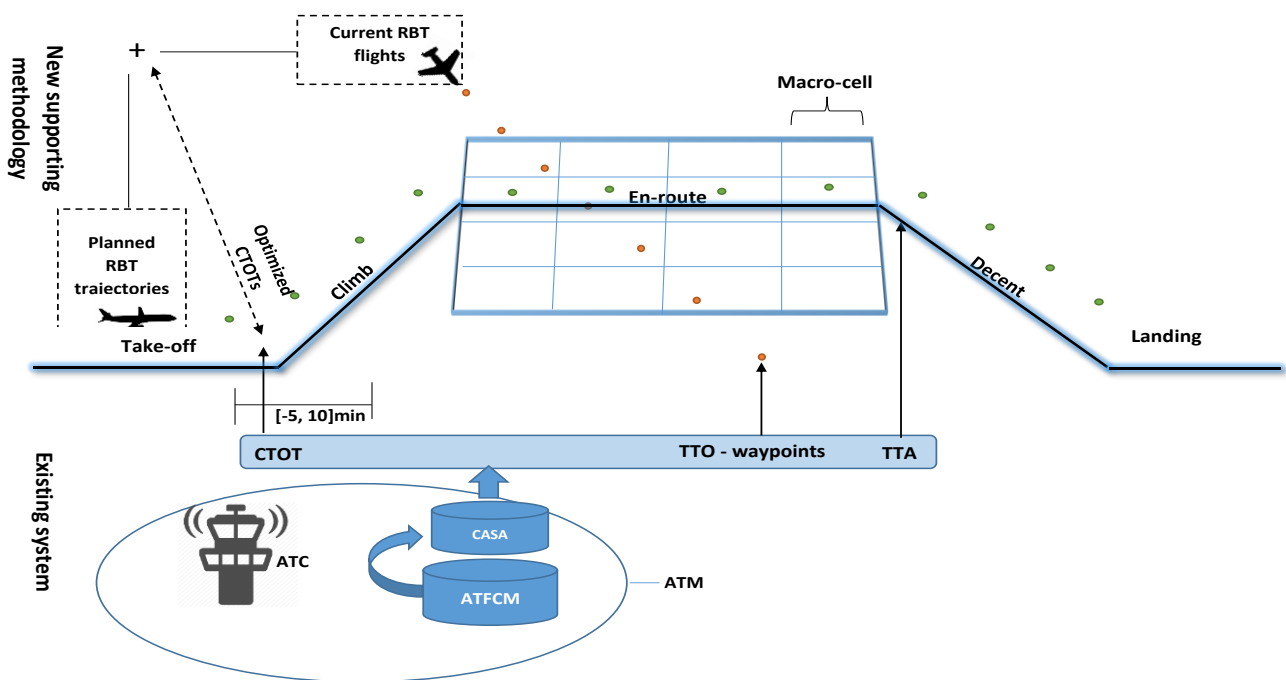 New supporting
methodology
+
Current RBT
flights
Macro-cell
Planned
RBT
traiectories
Optimized
CTOTs
Climb
En-route
Decent
Take-off
Landing
[-5, 10]min
CTOT
TTO - waypoints
TTA
Existing system
ATC
CASA
ATFCM
ATM